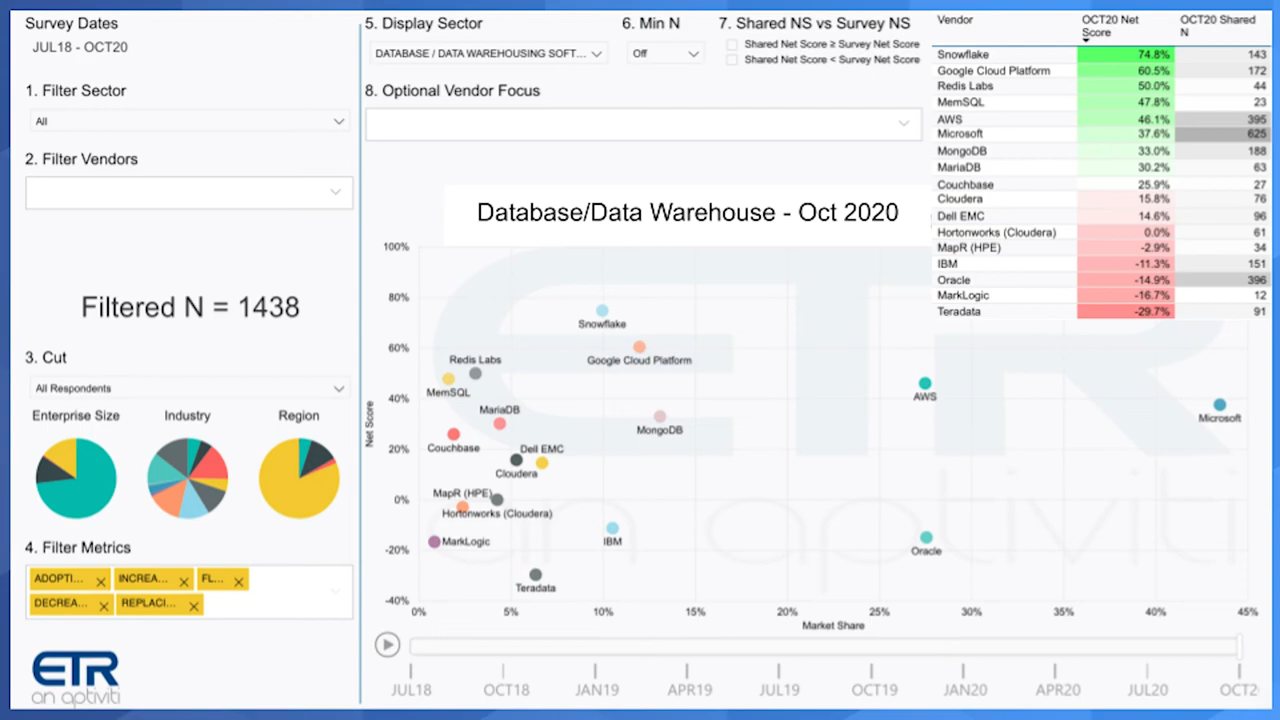 Survey Dates
JUL18 - OCT20
1. Filter Sector
All
2. Filter Vendors
Filtered N = 1438
3. Cut
All Respondents
Enterprise Size
Industry
Region
4. Filter Metrics
ADOPTI...
INCREA...
FL...
DECREA...
REPLACI...
ETR
an aptiviti
5. Display Sector
DATABASE / DATA WAREHOUSING SOFT...
6. Min N
Off
7. Shared NS vs Survey NS
Shared Net Score ≥ Survey Net Score
Shared Net Score < Survey Net Score
8. Optional Vendor Focus
Vendor OCT20 Net Score OCT20 Shared N
Snowflake 74.8% 143
Google Cloud Platform 60.5% 172
Redis Labs 50.0% 44
MemSQL 47.8% 23
AWS 46.1% 395
Microsoft 37.6% 625
MongoDB 33.0% 188
MariaDB 30.2% 63
Couchbase 25.9% 27
Cloudera 15.8% 76
Dell EMC 14.6% 96
Hortonworks (Cloudera) 0.0% 61
MapR (HPE) -2.9% 34
IBM -11.3% 151
Oracle -14.9% 396
MarkLogic -16.7% 12
Teradata -29.7% 91
Database/Data Warehouse - Oct 2020
ETR
an aptiviti
Net Score
100%
80%
60%
40%
20%
0%
-20%
-40%
Snowflake
Google Cloud Platform
Redis Labs
MemSQL
AWS
MariaDB
Microsoft
MongoDB
Couchbase
Dell EMC
Cloudera
MapR (HPE)
Hortonworks (Cloudera)
MarkLogic
IBM
Oracle
Teradata
0% 5% 10% 15% 20% 25% 30% 35% 40% 45%
Market Share
JUL18 OCT18 JAN19 APR19 JUL19 OCT19 JAN20 APR20 JUL20 OCT2